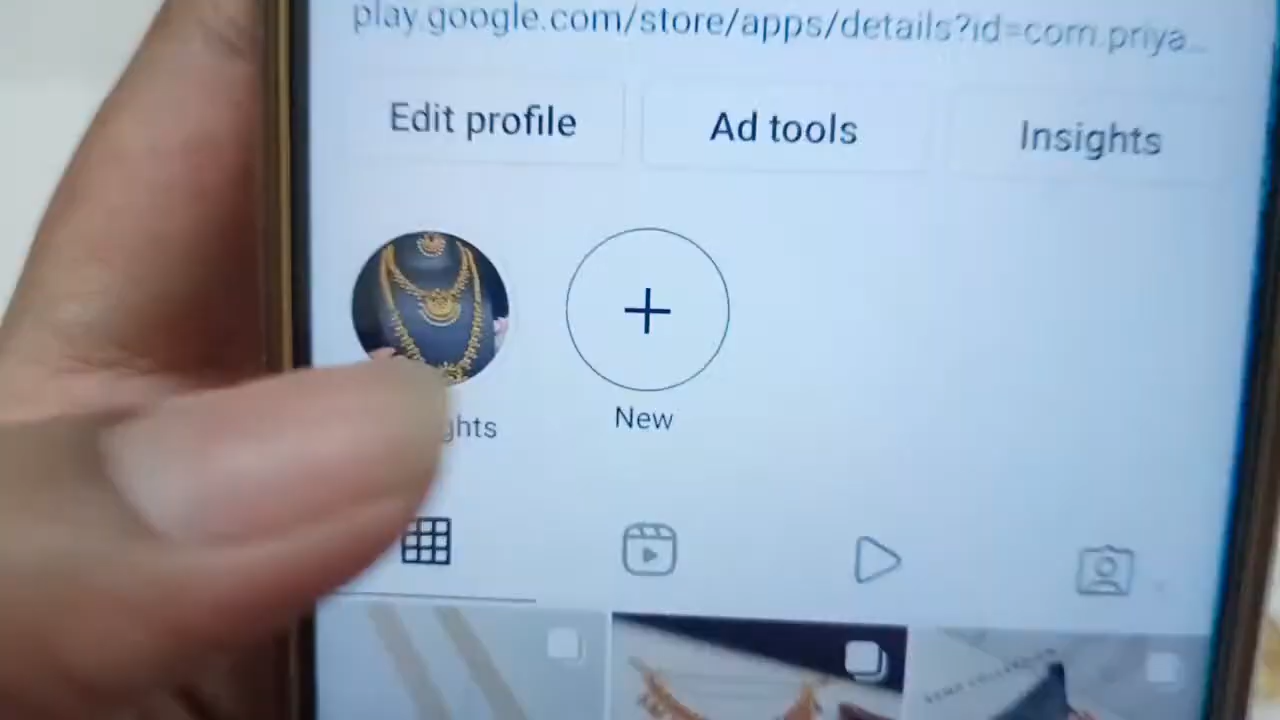 play.google.com/store/apps/details?id=com.priya...
Edit profile
Ad tools
Insights
ghts
New